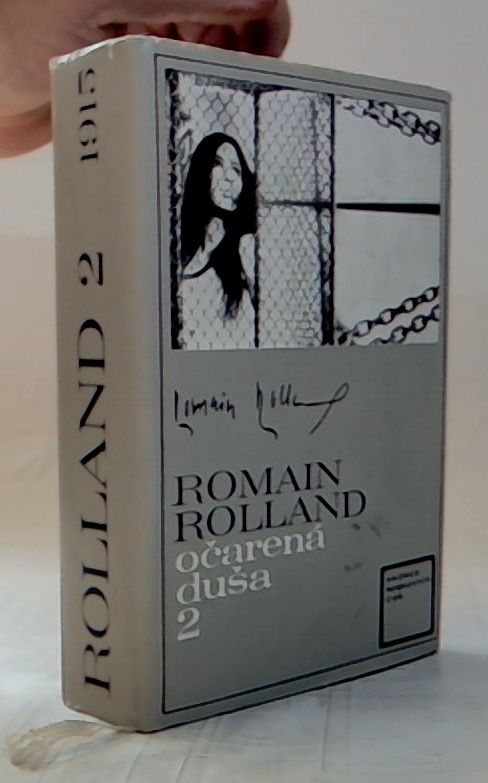 ROLLAND 2 1915
Romain Rolland
ROMAIN
ROLLAND
očarená
duša
2